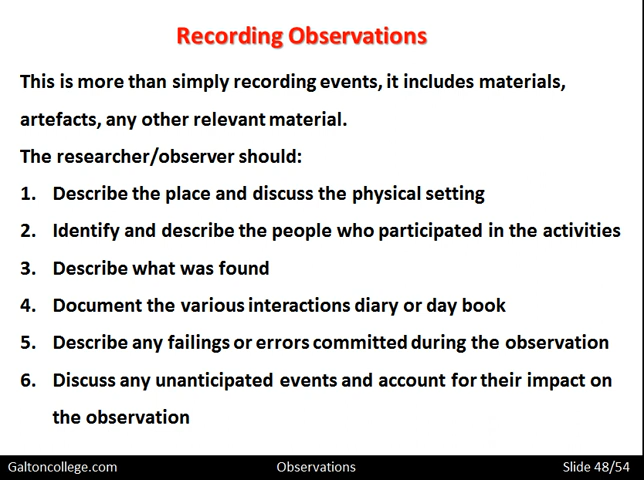 Recording Observations
This is more than simply recording events, it includes materials,
artefacts, any other relevant material.
The researcher/observer should:
1. Describe the place and discuss the physical setting
2. Identify and describe the people who participated in the activities
3. Describe what was found
4. Document the various interactions diary or day book
5. Describe any failings or errors committed during the observation
6. Discuss any unanticipated events and account for their impact on
the observation
Galtoncollege.com Observations Slide 48/54